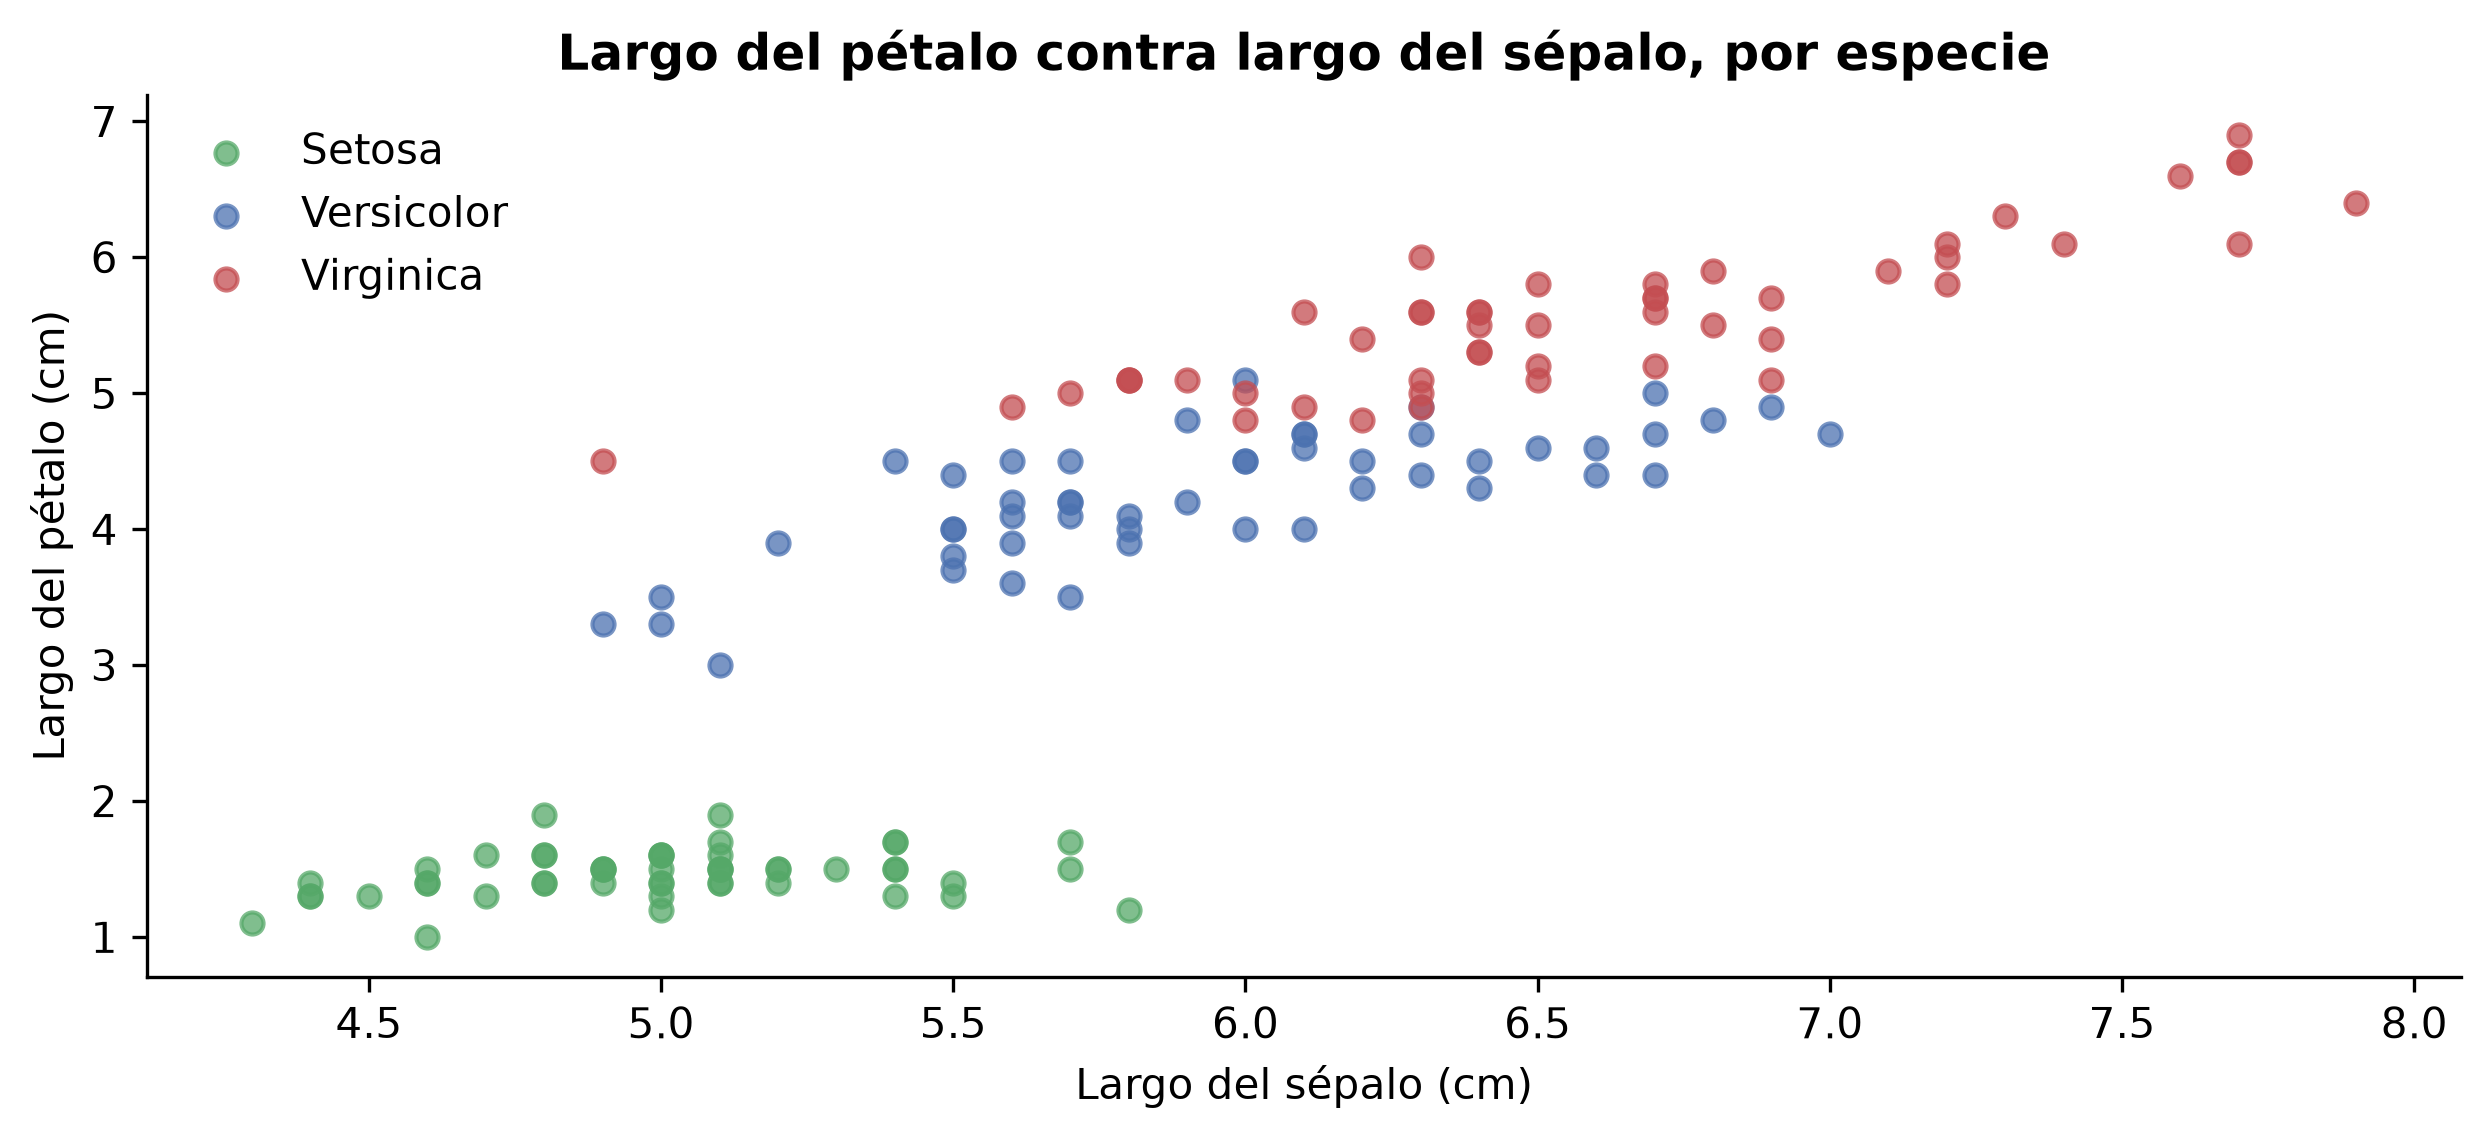 Largo del pétalo contra largo del sépalo, por especie
Setosa
Versicolor
Virginica
Largo del pétalo (cm)
7
6
5
4
3
2
1
4.5 5.0 5.5 6.0 6.5 7.0 7.5 8.0
Largo del sépalo (cm)